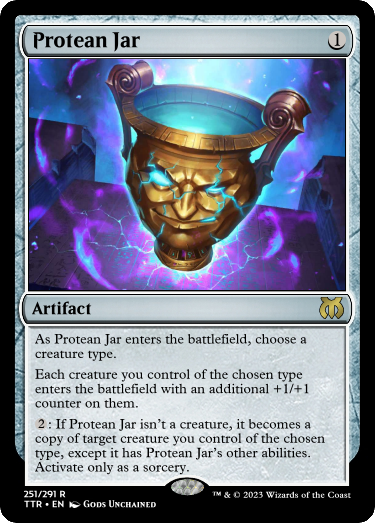 Protean Jar 1
Artifact
As Protean Jar enters the battlefield, choose a
creature type.
Each creature you control of the chosen type
enters the battlefield with an additional +1/+1
counter on them.
2: If Protean Jar isn't a creature, it becomes a
copy of target creature you control of the chosen
type, except it has Protean Jar's other abilities.
Activate only as a sorcery.
251/291 R
TTR • EN Gods Unchained
™ & © 2023 Wizards of the Coast